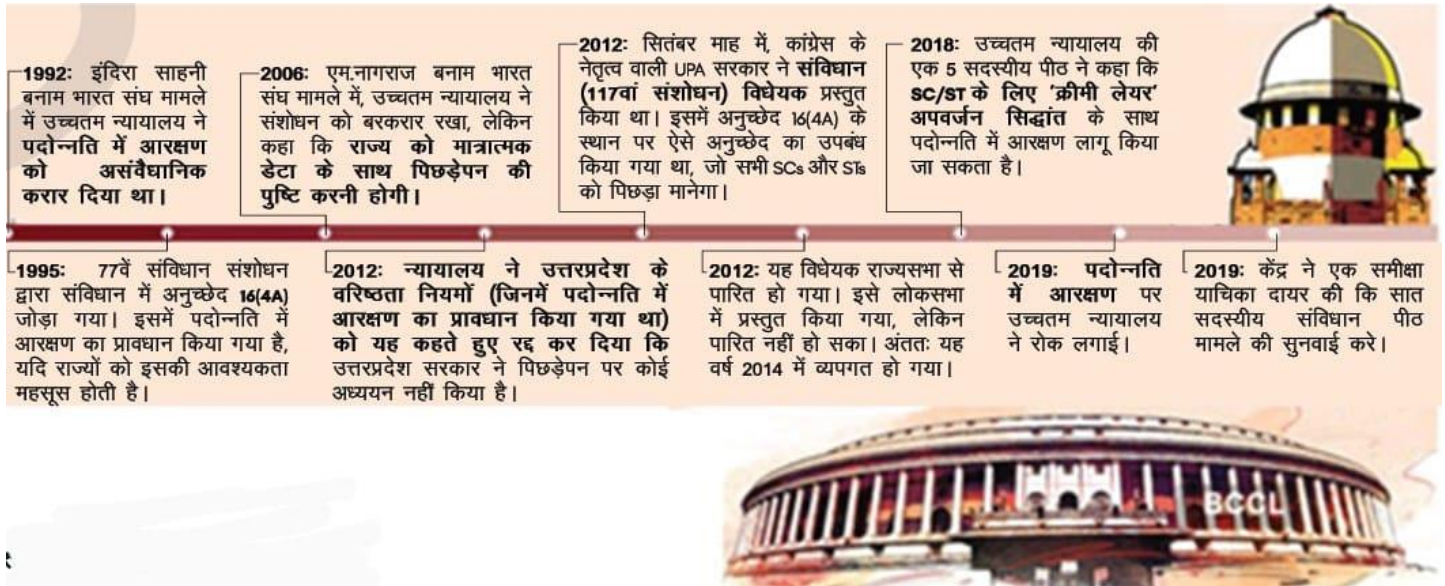 1992: इंदिरा साहनी
बनाम भारत संघ मामले
में उच्चतम न्यायालय ने
पदोन्नति में आरक्षण
को असंवैधानिक
करार दिया था।
2006: एम.नागराज बनाम भारत
संघ मामले में, उच्चतम न्यायालय ने
संशोधन को बरकरार रखा, लेकिन
कहा कि राज्य को मात्रात्मक
डेटा के साथ पिछड़ेपन की
पुष्टि करनी होगी।
2012: सितंबर माह में, कांग्रेस के
नेतृत्व वाली UPA सरकार ने संविधान
(117वां संशोधन) विधेयक प्रस्तुत
किया था। इसमें अनुच्छेद 16(4A) के
स्थान पर ऐसे अनुच्छेद का उपबंध
किया गया था, जो सभी SCs और STs
को पिछड़ा मानेगा।
2018: उच्चतम न्यायालय की
एक 5 सदस्यीय पीठ ने कहा कि
SC/ST के लिए 'क्रीमी लेयर'
अपवर्जन सिद्धांत के साथ
पदोन्नति में आरक्षण लागू किया
जा सकता है।
1995: 77वें संविधान संशोधन
द्वारा संविधान में अनुच्छेद 16(4A)
जोड़ा गया। इसमें पदोन्नति में
आरक्षण का प्रावधान किया गया है,
यदि राज्यों को इसकी आवश्यकता
महसूस होती है।
2012: न्यायालय ने उत्तरप्रदेश के
वरिष्ठता नियमों (जिनमें पदोन्नति में
आरक्षण का प्रावधान किया गया था)
को यह कहते हुए रद्द कर दिया कि
उत्तरप्रदेश सरकार ने पिछड़ेपन पर कोई
अध्ययन नहीं किया है।
2012: यह विधेयक राज्यसभा से
पारित हो गया। इसे लोकसभा
में प्रस्तुत किया गया, लेकिन
पारित नहीं हो सका। अंततः यह
वर्ष 2014 में व्यपगत हो गया।
2019: पदोन्नति
में आरक्षण पर
उच्चतम न्यायालय
ने रोक लगाई।
2019: केंद्र ने एक समीक्षा
याचिका दायर की कि सात
सदस्यीय संविधान पीठ
मामले की सुनवाई करे।
BCCL